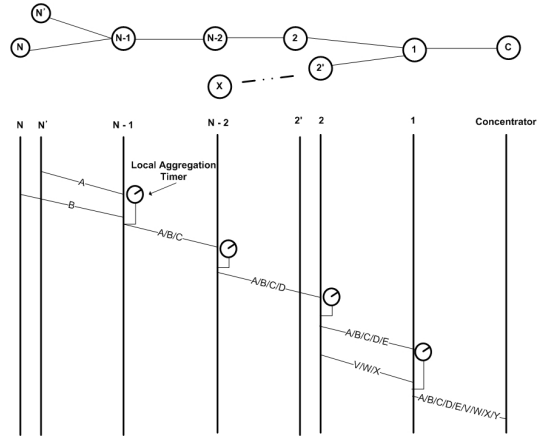 N'
N
N-1
N-2
2
1
C
2'
X
N
N'
N - 1
N - 2
2'
2
1
Concentrator
Local Aggregation
Timer
A
B
A/B/C
A/B/C/D
A/B/C/D/E
V/W/X
A/B/C/D/E/V/W/X/Y